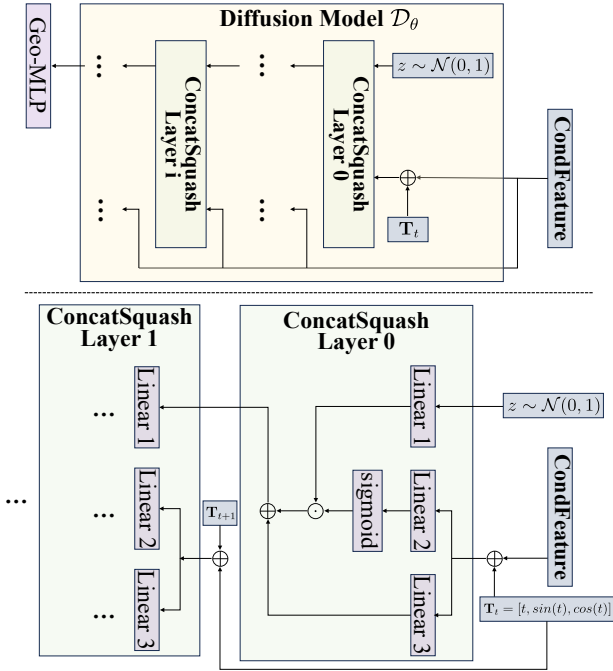 Diffusion Model 𝒟_θ
Geo-MLP
...
ConcatSquash
Layer i
...
ConcatSquash
Layer 0
z ∼ 𝒩(0, 1)
CondFeature
...
...
⊕
T_t
ConcatSquash
Layer 1
ConcatSquash
Layer 0
...
Linear 1
Linear 1
z ∼ 𝒩(0, 1)
...
...
Linear 2
T_{t+1}
⊕
⊙
sigmoid
Linear 2
CondFeature
⊕
⊕
...
Linear 3
Linear 3
T_t = [t, sin(t), cos(t)]